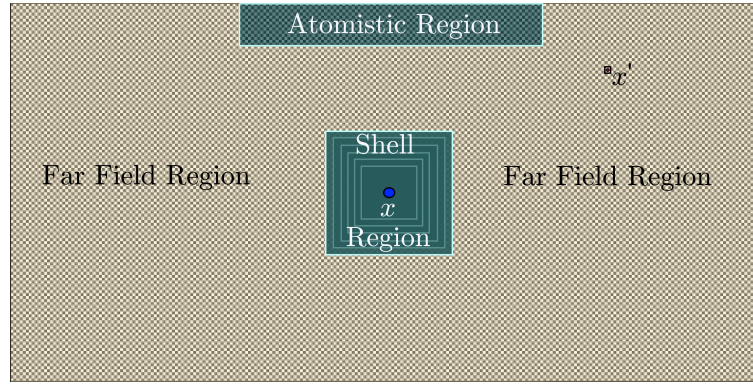 Atomistic Region
x'
Shell
Far Field Region
Far Field Region
x
Region